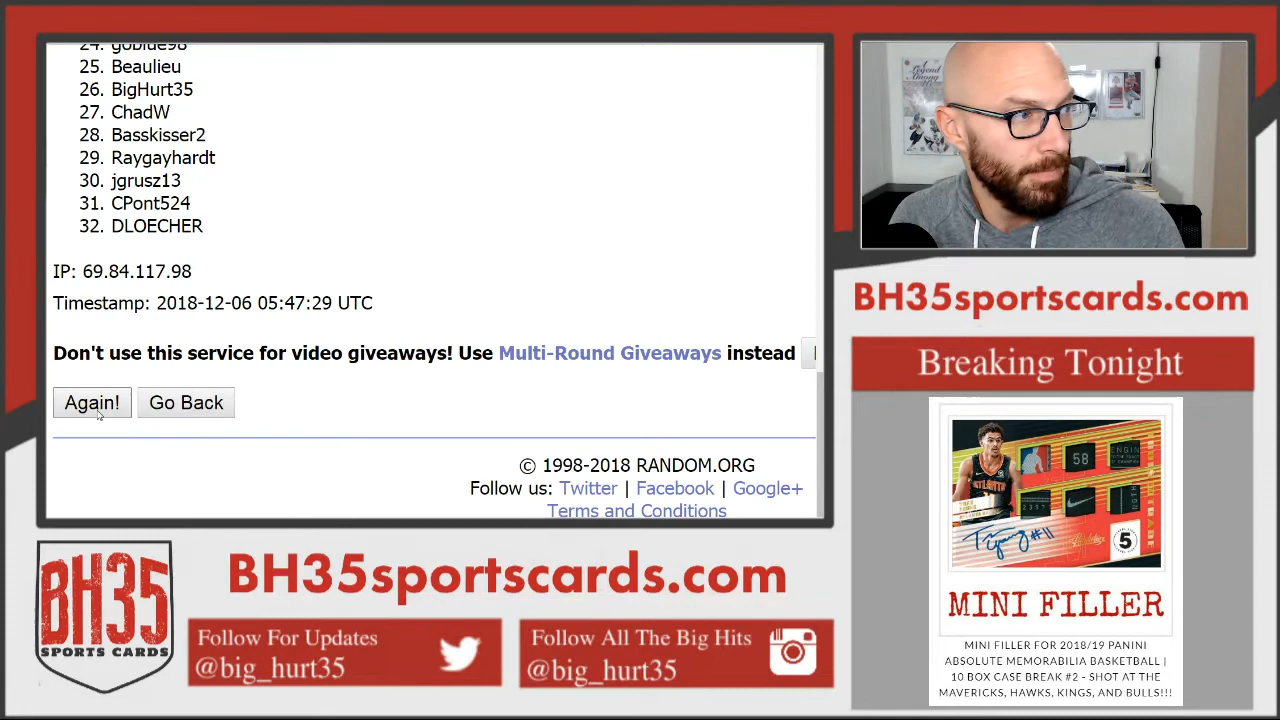 24. goblue98
25. Beaulieu
26. BigHurt35
27. ChadW
28. Basskisser2
29. Raygayhardt
30. jgrusz13
31. CPont524
32. DLOECHER
IP: 69.84.117.98
Timestamp: 2018-12-06 05:47:29 UTC
Don't use this service for video giveaways! Use Multi-Round Giveaways instead
Again! Go Back
© 1998-2018 RANDOM.ORG
Follow us: Twitter | Facebook | Google+
Terms and Conditions
BH35sportscards.com
Breaking Tonight
58
5
MINI FILLER
MINI FILLER FOR 2018/19 PANINI
ABSOLUTE MEMORABILIA BASKETBALL |
10 BOX CASE BREAK #2 - SHOT AT THE
MAVERICKS, HAWKS, KINGS, AND BULLS!!!
BH35
SPORTS CARDS
BH35sportscards.com
Follow For Updates
@big_hurt35
Follow All The Big Hits
@big_hurt35